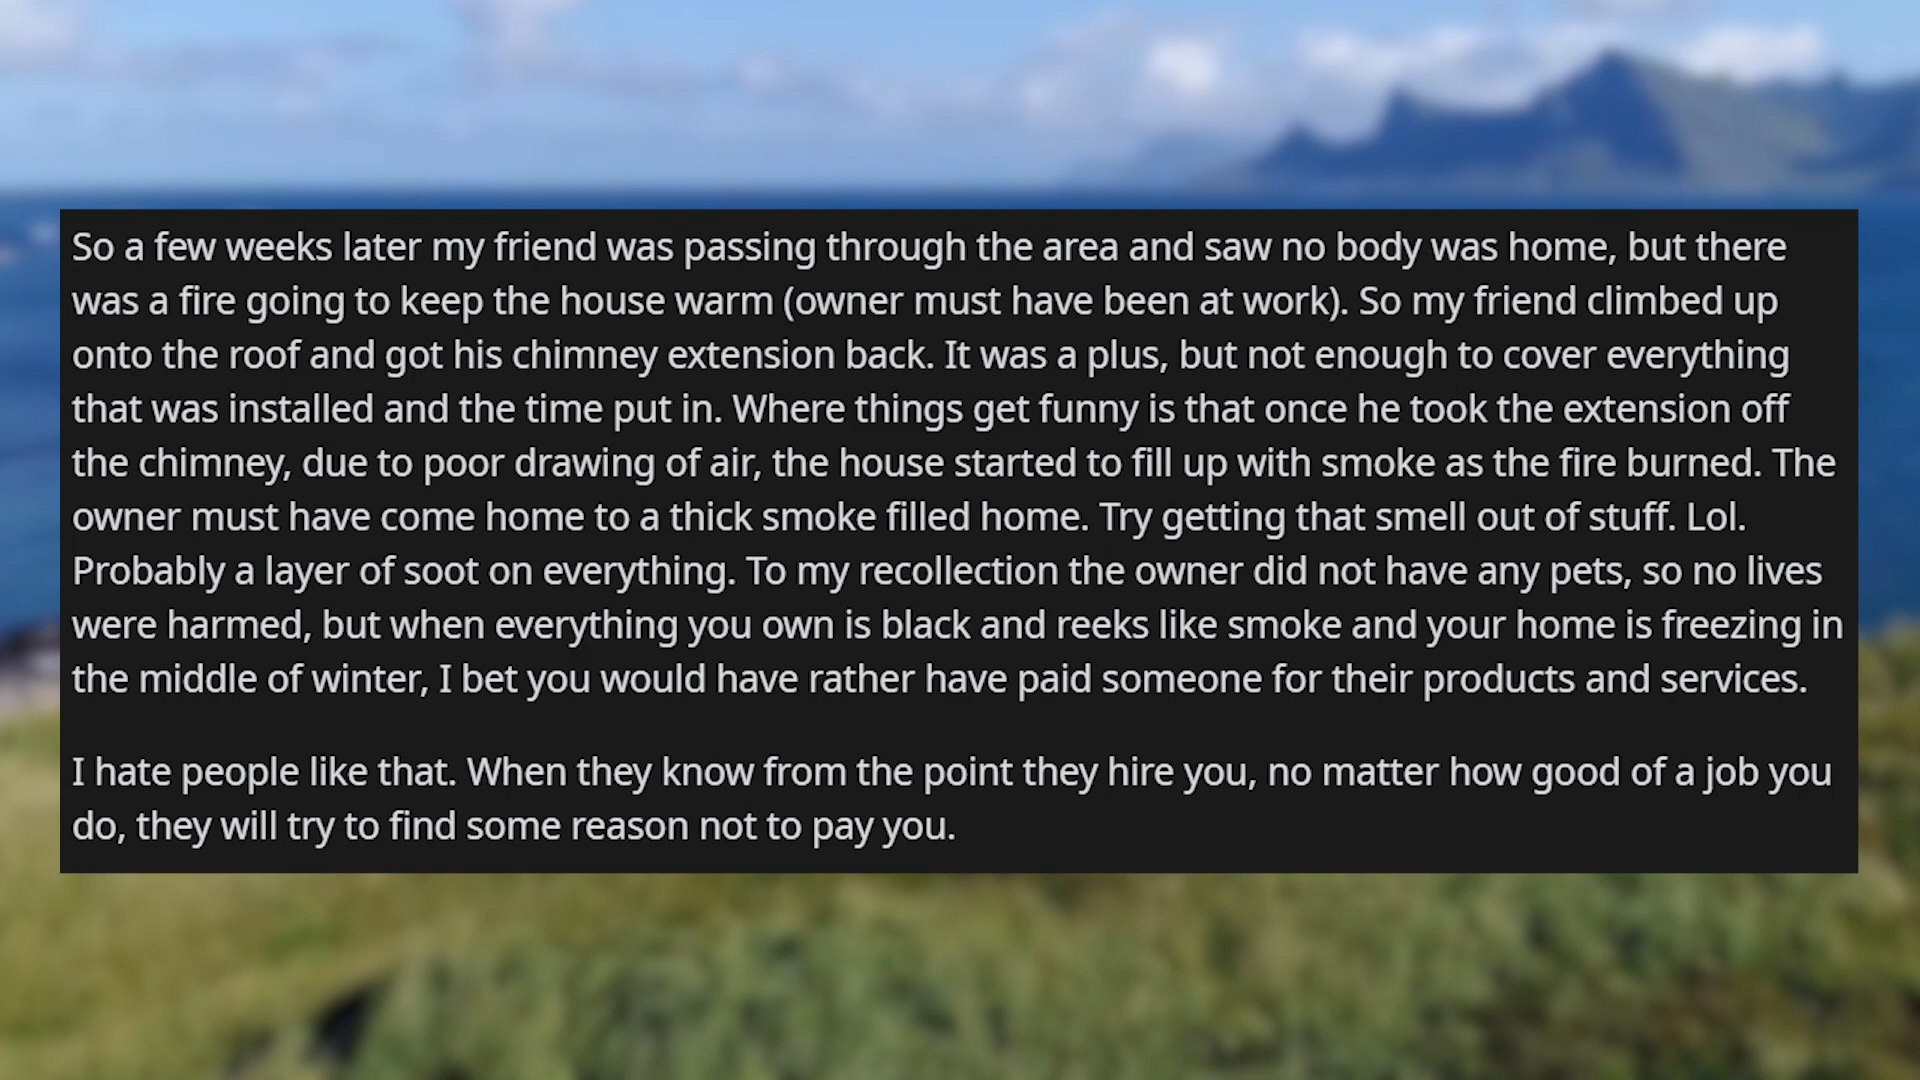 So a few weeks later my friend was passing through the area and saw no body was home, but there
was a fire going to keep the house warm (owner must have been at work). So my friend climbed up
onto the roof and got his chimney extension back. It was a plus, but not enough to cover everything
that was installed and the time put in. Where things get funny is that once he took the extension off
the chimney, due to poor drawing of air, the house started to fill up with smoke as the fire burned. The
owner must have come home to a thick smoke filled home. Try getting that smell out of stuff. Lol.
Probably a layer of soot on everything. To my recollection the owner did not have any pets, so no lives
were harmed, but when everything you own is black and reeks like smoke and your home is freezing in
the middle of winter, I bet you would have rather have paid someone for their products and services.
I hate people like that. When they know from the point they hire you, no matter how good of a job you
do, they will try to find some reason not to pay you.